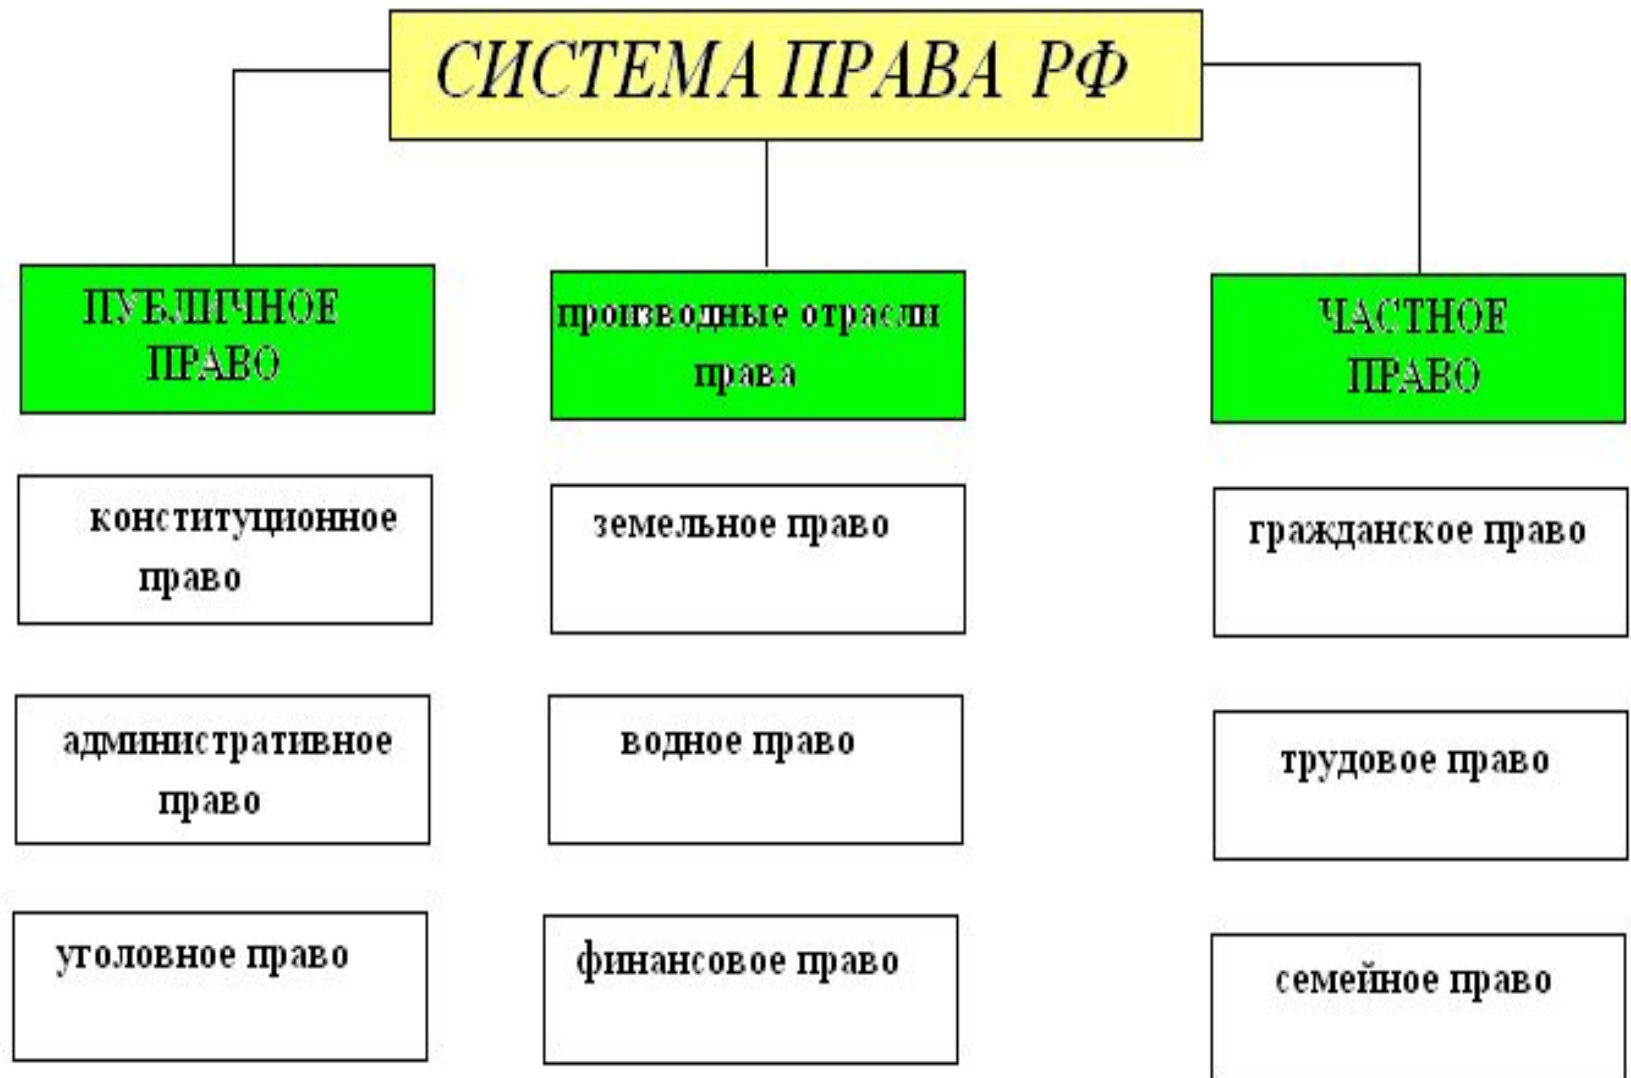 СИСТЕМА ПРАВА РФ
ПУБЛИЧНОЕ
ПРАВО
производные отрасли
права
ЧАСТНОЕ
ПРАВО
конституционное
право
земельное право
гражданское право
административное
право
водное право
трудовое право
уголовное право
финансовое право
семейное право